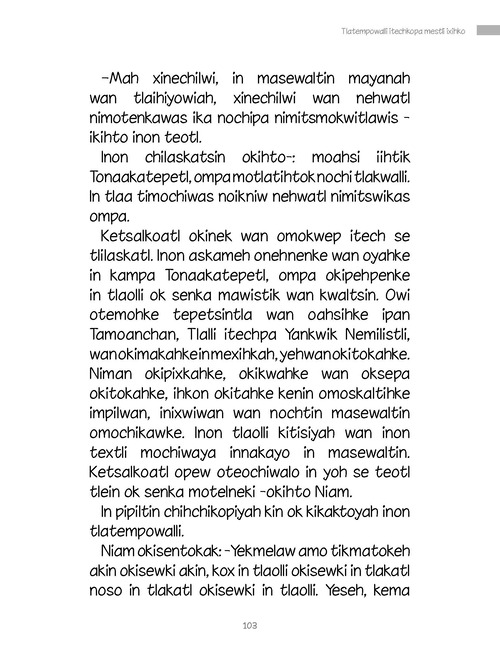 Tlatempowalli itechkopa mestli ixihko
–Mah xinechilwi, in masewaltin mayanah
wan tlaihiyowiah, xinechilwi wan nehwatl
nimotenkawas ika nochipa nimitsmokwitlawis -
ikihto inon teotl.
Inon chilaskatsin okihto-: moahsi iihtik
Tonaakatepetl, ompa motlatihtok nochi tlakwalli.
In tlaa timochiwas noikniw nehwatl nimitswikas
ompa.
Ketsalkoatl okinek wan omokwep itech se
tlilaskatl. Inon askameh onehnenke wan oyahke
in kampa Tonaakatepetl, ompa okipehpenke
in tlaolli ok senka mawistik wan kwaltsin. Owi
otemohke tepetsintla wan oahsihke ipan
Tamoanchan, Tlalli itechpa Yankwik Nemilistli,
wan okimakahke in mexihkah, yehwan okitokahke.
Niman okipixkahke, okikwahke wan oksepa
okitokahke, ihkon okitahke kenin omoskaltihke
impilwan, inixwiwan wan nochtin masewaltin
omochikawke. Inon tlaolli kitisiyah wan inon
textli mochiwaya innakayo in masewaltin.
Ketsalkoatl opew oteochiwalo in yoh se teotl
tlein ok senka motelneki -okihto Niam.
In pipiltin chihchikopiyah kin ok kikaktoyah inon
tlatempowalli.
Niam okisentokak: -Yekmelaw amo tikmatokeh
akin okisewki akin, kox in tlaolli okisewki in tlakatl
noso in tlakatl okisewki in tlaolli. Yeseh, kema
103